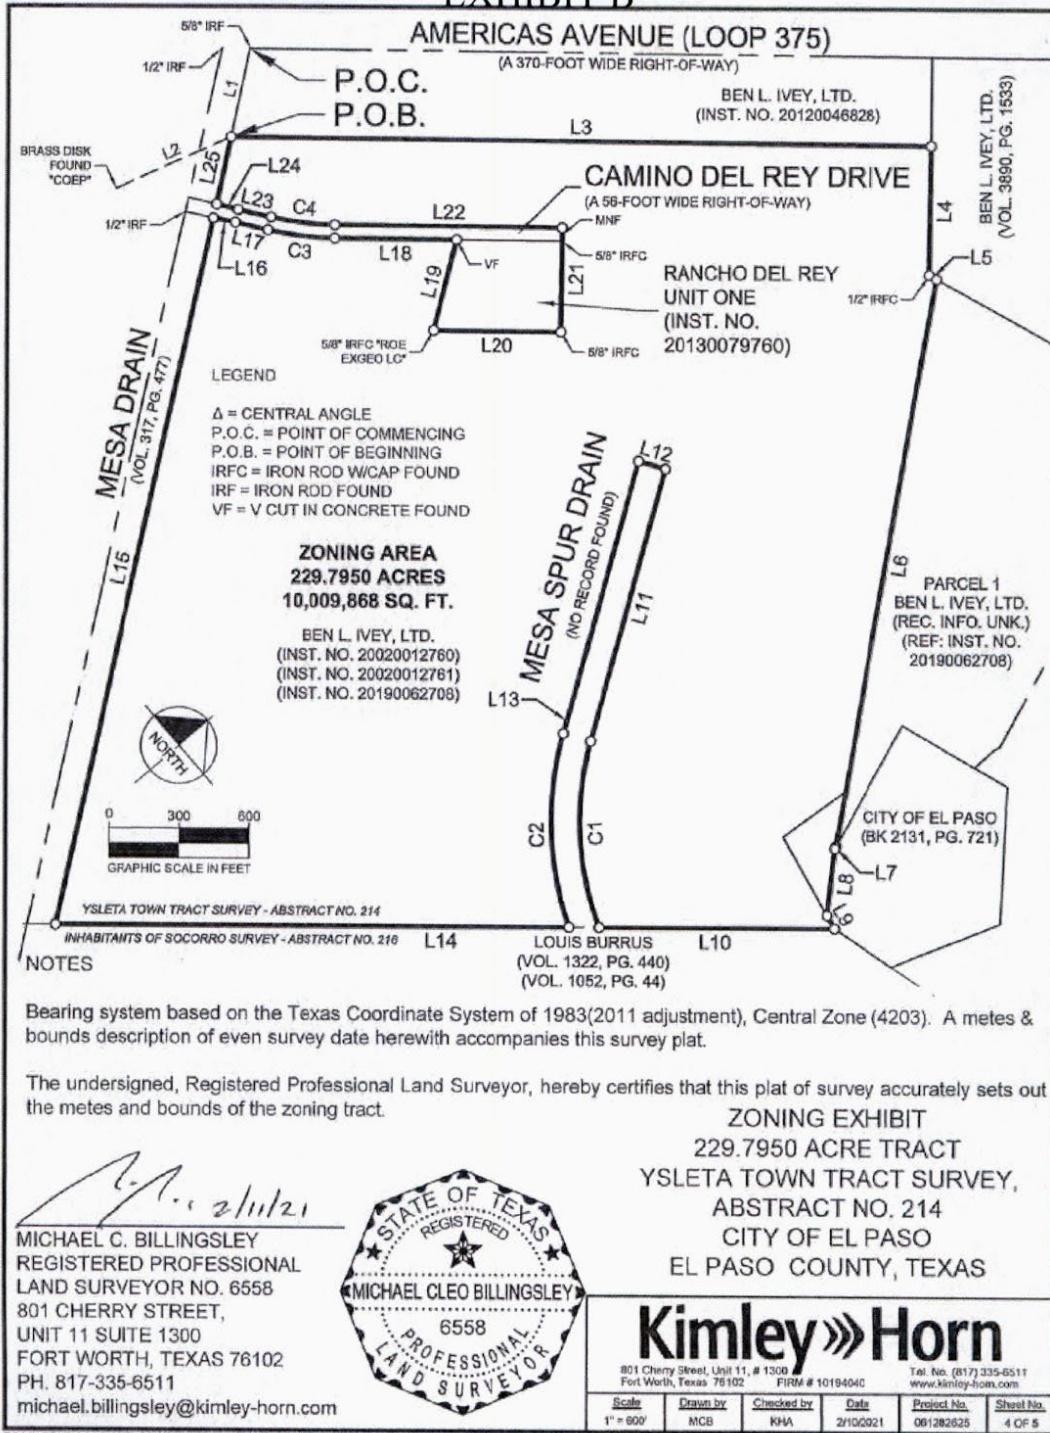 EXHIBIT B
AMERICAS AVENUE (LOOP 375)
(A 370-FOOT WIDE RIGHT-OF-WAY)
5/8" IRF
1/2" IRF
L1
P.O.C.
P.O.B.
BEN L. IVEY, LTD.
(INST. NO. 20120046828)
BEN L. IVEY, LTD.
(VOL. 3890, PG. 1533)
BRASS DISK
FOUND
"COEP"
L2
L3
L25
L24
L23
C4
L22
CAMINO DEL REY DRIVE
(A 56-FOOT WIDE RIGHT-OF-WAY)
MNF
L4
1/2" IRF
L17
L16
C3
L18
VF
5/8" IRFC
L19
L21
L5
1/2" IRFC
RANCHO DEL REY
UNIT ONE
(INST. NO.
20130079760)
5/8" IRFC "ROE
EXGEO LC"
L20
5/8" IRFC
MESA DRAIN
(VOL. 317, PG. 477)
LEGEND
Δ = CENTRAL ANGLE
P.O.C. = POINT OF COMMENCING
P.O.B. = POINT OF BEGINNING
IRFC = IRON ROD W/CAP FOUND
IRF = IRON ROD FOUND
VF = V CUT IN CONCRETE FOUND
L12
MESA SPUR DRAIN
(NO RECORD FOUND)
L15
ZONING AREA
229.7950 ACRES
10,009,868 SQ. FT.
L11
L6
PARCEL 1
BEN L. IVEY, LTD.
(REC. INFO. UNK.)
(REF: INST. NO.
20190062708)
BEN L. IVEY, LTD.
(INST. NO. 20020012760)
(INST. NO. 20020012761)
(INST. NO. 20190062708)
L13
NORTH
0 300 600
GRAPHIC SCALE IN FEET
C2
C1
CITY OF EL PASO
(BK 2131, PG. 721)
L7
L8
YSLETA TOWN TRACT SURVEY - ABSTRACT NO. 214
INHABITANTS OF SOCORRO SURVEY - ABSTRACT NO. 216
L14
LOUIS BURRUS
(VOL. 1322, PG. 440)
(VOL. 1052, PG. 44)
L10
NOTES
Bearing system based on the Texas Coordinate System of 1983(2011 adjustment), Central Zone (4203). A metes &
bounds description of even survey date herewith accompanies this survey plat.
The undersigned, Registered Professional Land Surveyor, hereby certifies that this plat of survey accurately sets out
the metes and bounds of the zoning tract.
ZONING EXHIBIT
229.7950 ACRE TRACT
YSLETA TOWN TRACT SURVEY,
ABSTRACT NO. 214
CITY OF EL PASO
EL PASO COUNTY, TEXAS
2/11/21
MICHAEL C. BILLINGSLEY
REGISTERED PROFESSIONAL
LAND SURVEYOR NO. 6558
801 CHERRY STREET,
UNIT 11 SUITE 1300
FORT WORTH, TEXAS 76102
PH. 817-335-6511
michael.billingsley@kimley-horn.com
STATE OF TEXAS
REGISTERED
MICHAEL CLEO BILLINGSLEY
6558
PROFESSIONAL
LAND SURVEYOR
Kimley»Horn
801 Cherry Street, Unit 11, # 1300
Fort Worth, Texas 76102 FIRM # 10194040
Tel. No. (817) 335-6511
www.kimley-horn.com
Scale Drawn by Checked by Date Project No. Sheet No.
1" = 600' MCB KHA 2/10/2021 061282625 4 OF 5